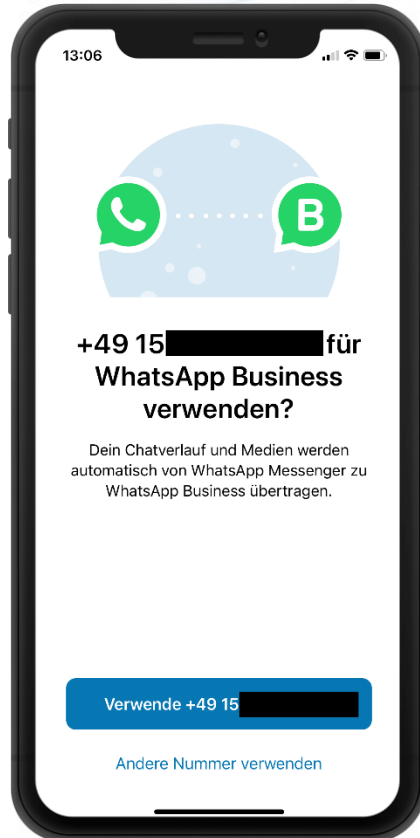 13:06
B
+49 15 für
WhatsApp Business
verwenden?
Dein Chatverlauf und Medien werden
automatisch von WhatsApp Messenger zu
WhatsApp Business übertragen.
Verwende +49 15
Andere Nummer verwenden